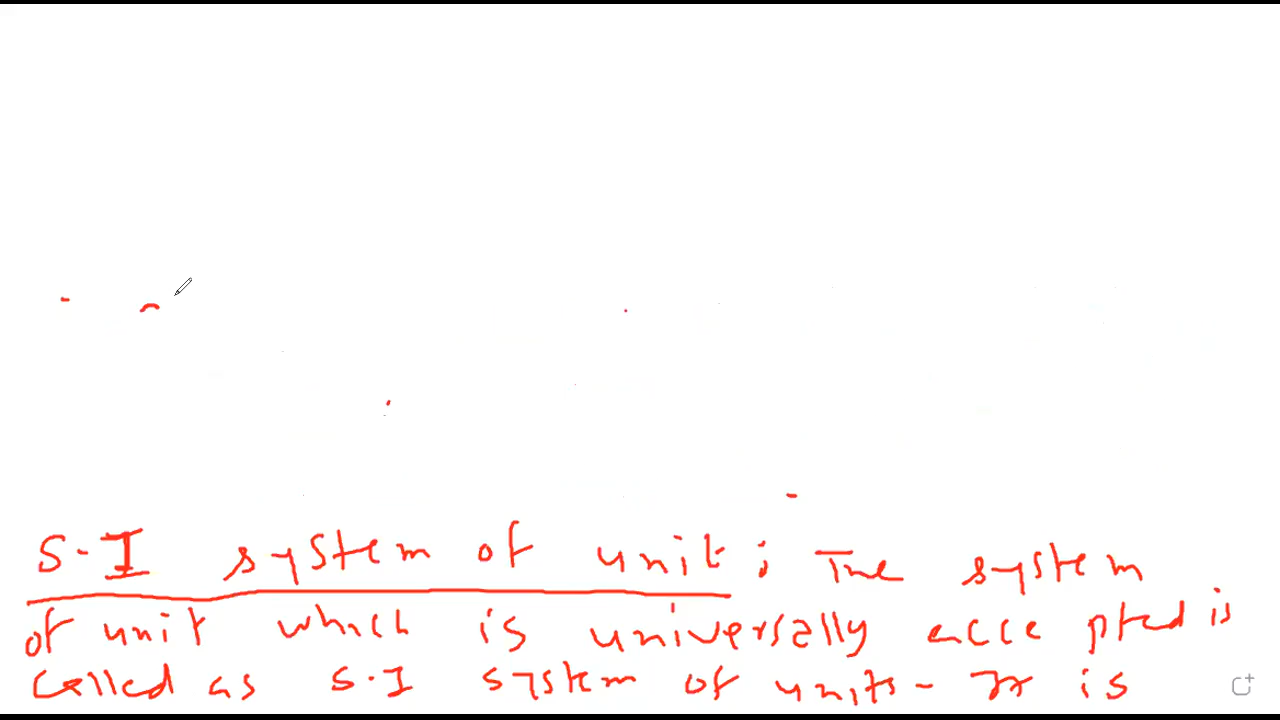 S.I system of unit; The system
of unit which is universally accepted is
called as S.I system of units - It is